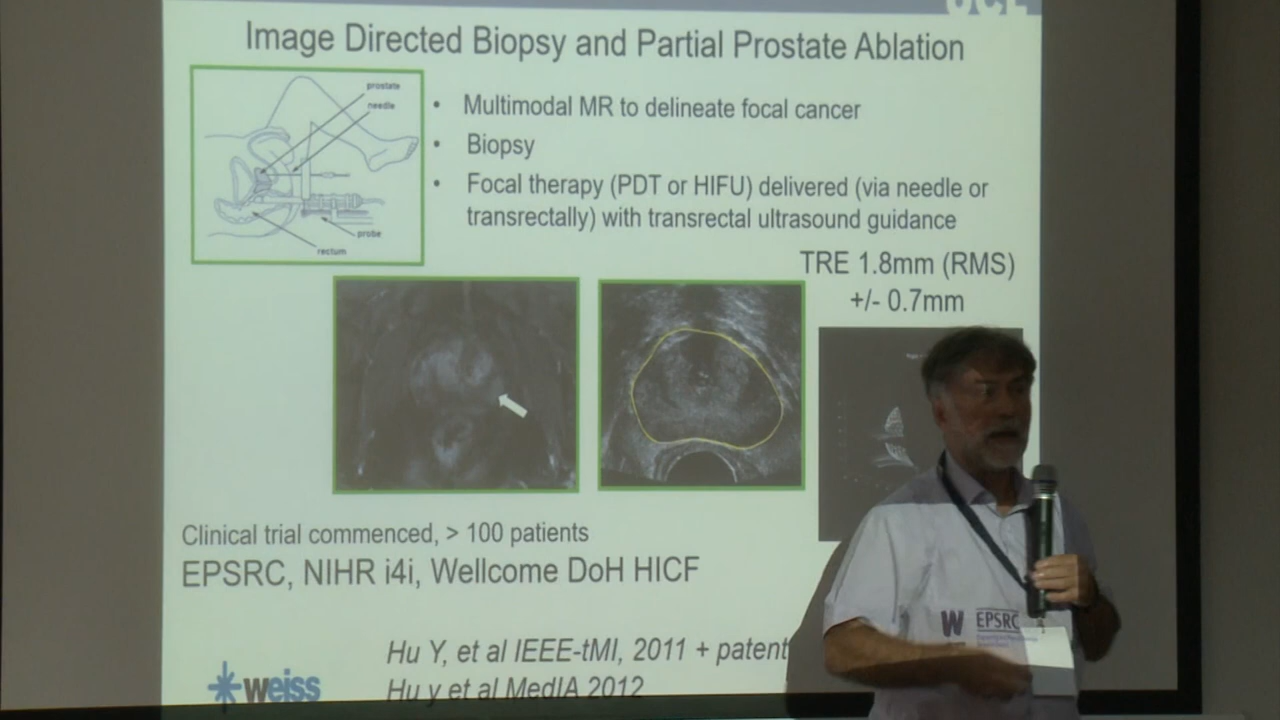 UCL
Image Directed Biopsy and Partial Prostate Ablation
prostate
needle
probe
rectum
• Multimodal MR to delineate focal cancer
• Biopsy
• Focal therapy (PDT or HIFU) delivered (via needle or
transrectally) with transrectal ultrasound guidance
TRE 1.8mm (RMS)
+/- 0.7mm
Clinical trial commenced, > 100 patients
EPSRC, NIHR i4i, Wellcome DoH HICF
Hu Y, et al IEEE-tMI, 2011 + patent
Hu y et al MedIA 2012
weiss
W
EPSRC